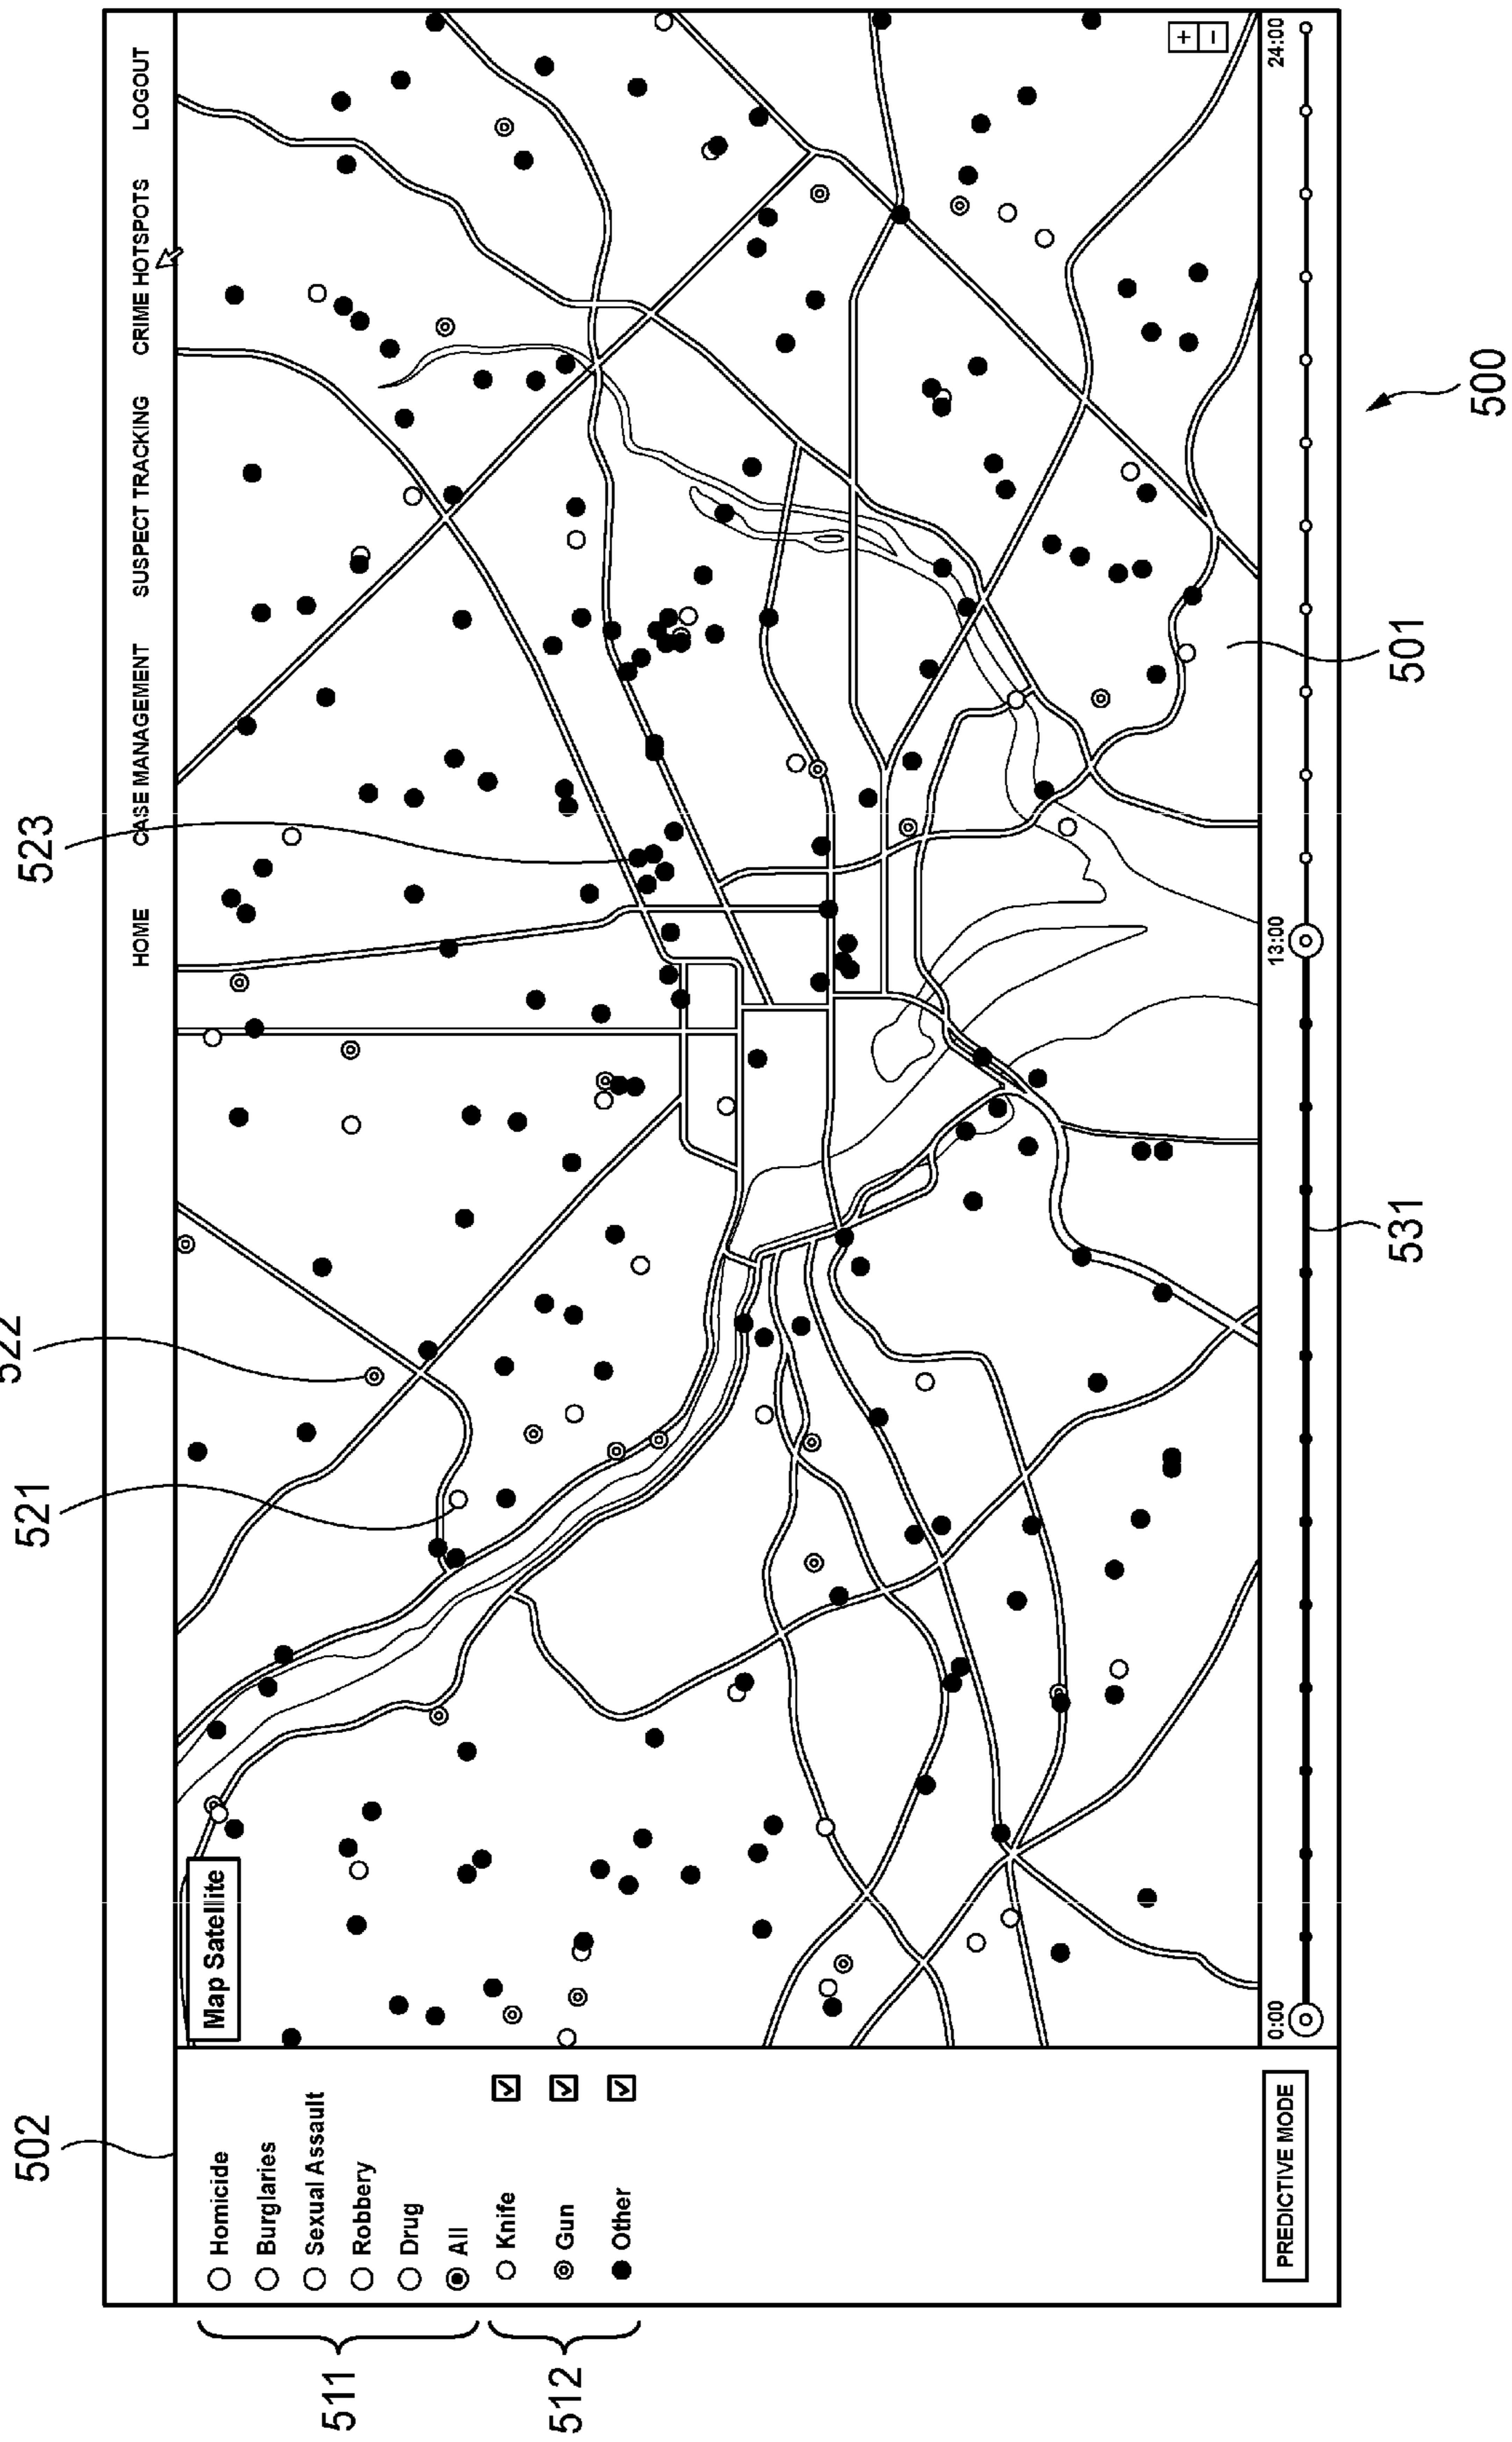 HOME CASE MANAGEMENT SUSPECT TRACKING CRIME HOTSPOTS LOGOUT
502
521
522
523
Map Satellite
+
−
511
Homicide
Burglaries
Sexual Assault
Robbery
Drug
All
512
Knife
Gun
Other
PREDICTIVE MODE
0:00
13:00
24:00
531
501
500